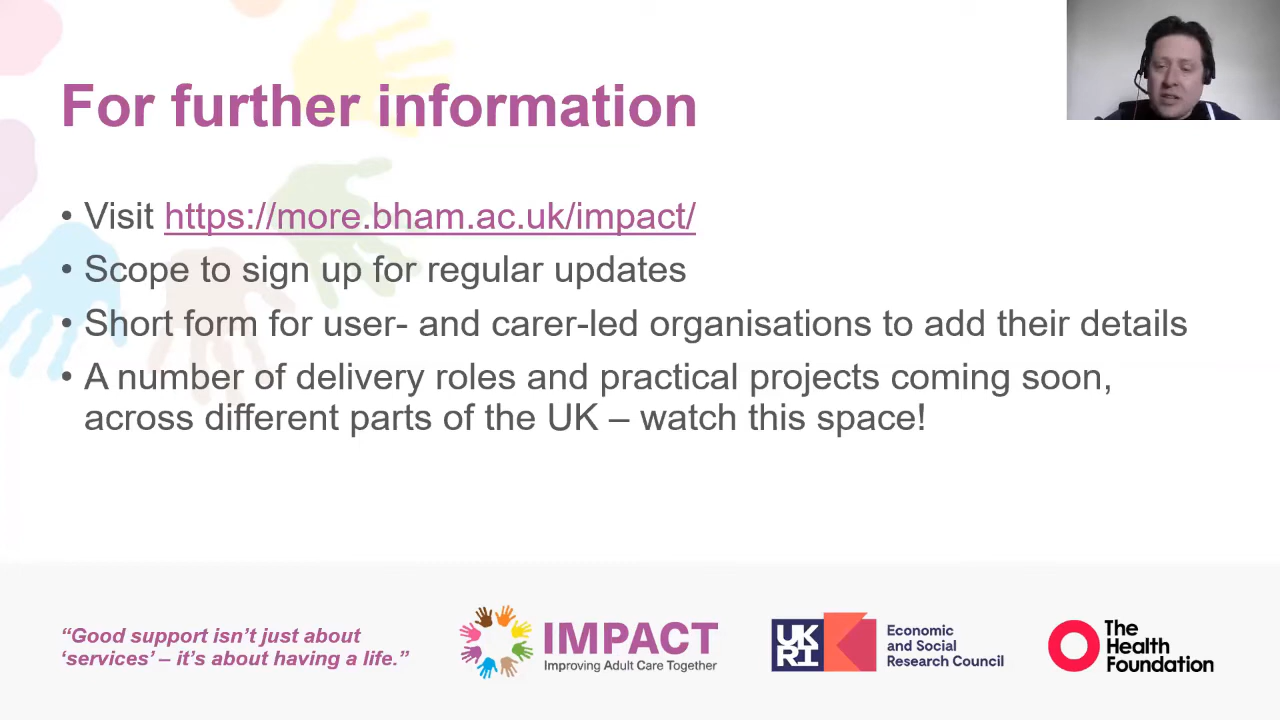 For further information
• Visit https://more.bham.ac.uk/impact/
• Scope to sign up for regular updates
• Short form for user- and carer-led organisations to add their details
• A number of delivery roles and practical projects coming soon,
across different parts of the UK – watch this space!
“Good support isn’t just about
‘services’ – it’s about having a life.”
IMPACT
Improving Adult Care Together
UK
RI
Economic
and Social
Research Council
The
Health
Foundation